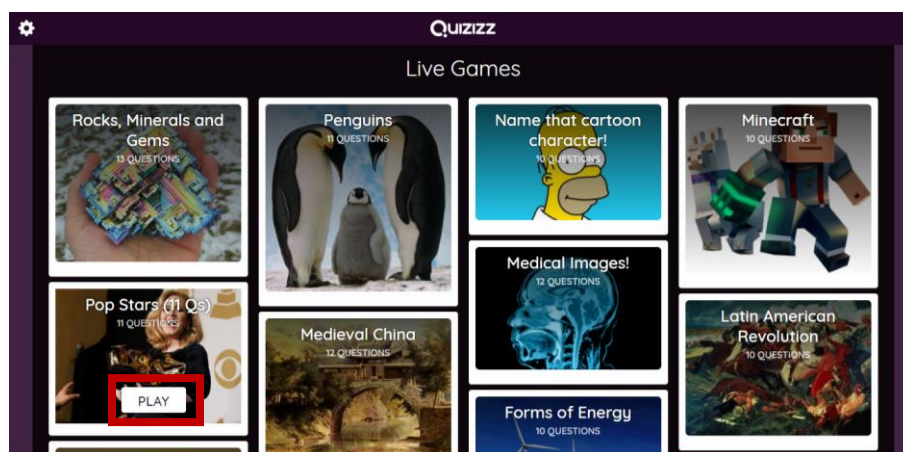 Quizizz
Live Games
Rocks, Minerals and
Gems
13 QUESTIONS
Penguins
11 QUESTIONS
Name that cartoon
character!
10 QUESTIONS
Minecraft
10 QUESTIONS
Pop Stars (11 Qs)
11 QUESTIONS
PLAY
Medieval China
12 QUESTIONS
Medical Images!
12 QUESTIONS
Latin American
Revolution
10 QUESTIONS
Forms of Energy
10 QUESTIONS